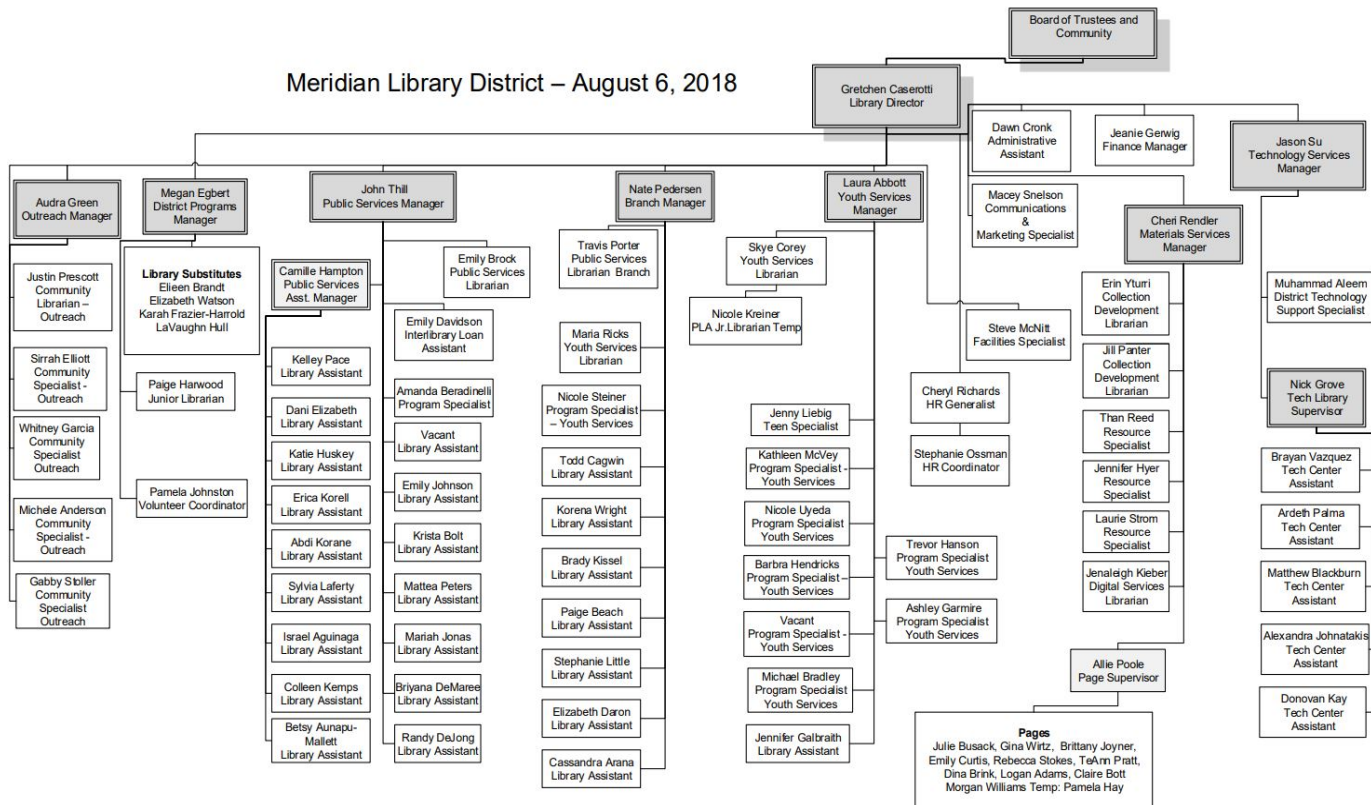 Board of Trustees and
Community
Meridian Library District – August 6, 2018
Gretchen Caserotti
Library Director
Dawn Cronk
Administrative
Assistant
Jeanie Gerwig
Finance Manager
Jason Su
Technology Services
Manager
Audra Green
Outreach Manager
Megan Egbert
District Programs
Manager
John Thill
Public Services Manager
Nate Pedersen
Branch Manager
Laura Abbott
Youth Services
Manager
Macey Snelson
Communications
&
Marketing Specialist
Cheri Rendler
Materials Services
Manager
Justin Prescott
Community
Librarian –
Outreach
Sirrah Elliott
Community
Specialist -
Outreach
Whitney Garcia
Community
Specialist
Outreach
Michele Anderson
Community
Specialist -
Outreach
Gabby Stoller
Community
Specialist
Outreach
Library Substitutes
Elieen Brandt
Elizabeth Watson
Karah Frazier-Harrold
LaVaughn Hull
Paige Harwood
Junior Librarian
Pamela Johnston
Volunteer Coordinator
Camille Hampton
Public Services
Asst. Manager
Kelley Pace
Library Assistant
Dani Elizabeth
Library Assistant
Katie Huskey
Library Assistant
Erica Korell
Library Assistant
Abdi Korane
Library Assistant
Sylvia Laferty
Library Assistant
Israel Aguinaga
Library Assistant
Colleen Kemps
Library Assistant
Betsy Aunapu-
Mallett
Library Assistant
Emily Brock
Public Services
Librarian
Emily Davidson
Interlibrary Loan
Assistant
Amanda Beradinelli
Program Specialist
Vacant
Library Assistant
Emily Johnson
Library Assistant
Krista Bolt
Library Assistant
Mattea Peters
Library Assistant
Mariah Jonas
Library Assistant
Briyana DeMaree
Library Assistant
Randy DeJong
Library Assistant
Travis Porter
Public Services
Librarian Branch
Maria Ricks
Youth Services
Librarian
Nicole Steiner
Program Specialist
– Youth Services
Todd Cagwin
Library Assistant
Korena Wright
Library Assistant
Brady Kissel
Library Assistant
Paige Beach
Library Assistant
Stephanie Little
Library Assistant
Elizabeth Daron
Library Assistant
Cassandra Arana
Library Assistant
Skye Corey
Youth Services
Librarian
Nicole Kreiner
PLA Jr.Librarian Temp
Jenny Liebig
Teen Specialist
Kathleen McVey
Program Specialist -
Youth Services
Nicole Uyeda
Program Specialist
Youth Services
Barbra Hendricks
Program Specialist –
Youth Services
Vacant
Program Specialist -
Youth Services
Michael Bradley
Program Specialist
Youth Services
Jennifer Galbraith
Library Assistant
Trevor Hanson
Program Specialist
Youth Services
Ashley Garmire
Program Specialist
Youth Services
Steve McNitt
Facilities Specialist
Cheryl Richards
HR Generalist
Stephanie Ossman
HR Coordinator
Erin Yturri
Collection
Development
Librarian
Jill Panter
Collection
Development
Librarian
Than Reed
Resource
Specialist
Jennifer Hyer
Resource
Specialist
Laurie Strom
Resource
Specialist
Jenaleigh Kieber
Digital Services
Librarian
Allie Poole
Page Supervisor
Pages
Julie Busack, Gina Wirtz, Brittany Joyner,
Emily Curtis, Rebecca Stokes, TeAnn Pratt,
Dina Brink, Logan Adams, Claire Bott
Morgan Williams Temp: Pamela Hay
Muhammad Aleem
District Technology
Support Specialist
Nick Grove
Tech Library
Supervisor
Brayan Vazquez
Tech Center
Assistant
Ardeth Palma
Tech Center
Assistant
Matthew Blackburn
Tech Center
Assistant
Alexandra Johnatakis
Tech Center
Assistant
Donovan Kay
Tech Center
Assistant